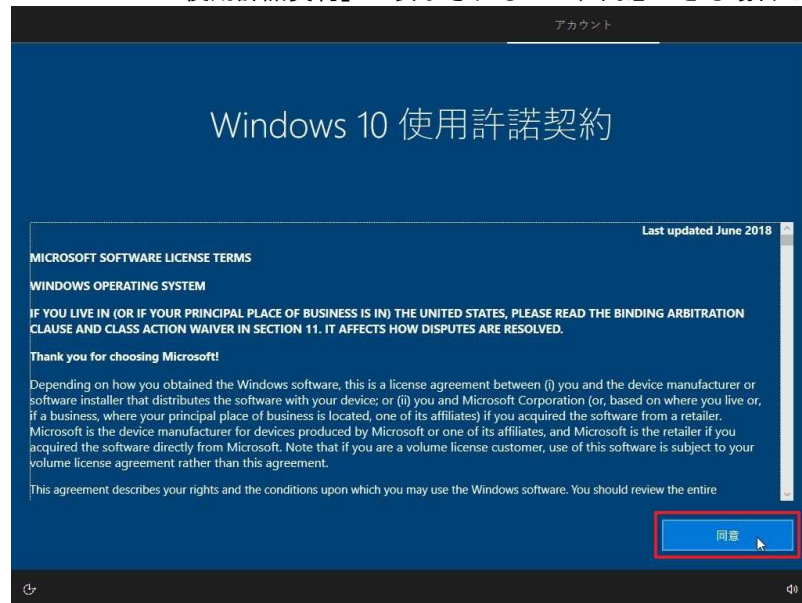 アカウント
Windows 10 使用許諾契約
Last updated June 2018
MICROSOFT SOFTWARE LICENSE TERMS
WINDOWS OPERATING SYSTEM
IF YOU LIVE IN (OR IF YOUR PRINCIPAL PLACE OF BUSINESS IS IN) THE UNITED STATES, PLEASE READ THE BINDING ARBITRATION
CLAUSE AND CLASS ACTION WAIVER IN SECTION 11. IT AFFECTS HOW DISPUTES ARE RESOLVED.
Thank you for choosing Microsoft!
Depending on how you obtained the Windows software, this is a license agreement between (i) you and the device manufacturer or
software installer that distributes the software with your device; or (ii) you and Microsoft Corporation (or, based on where you live or,
if a business, where your principal place of business is located, one of its affiliates) if you acquired the software from a retailer.
Microsoft is the device manufacturer for devices produced by Microsoft or one of its affiliates, and Microsoft is the retailer if you
acquired the software directly from Microsoft. Note that if you are a volume license customer, use of this software is subject to your
volume license agreement rather than this agreement.
This agreement describes your rights and the conditions upon which you may use the Windows software. You should review the entire
同意